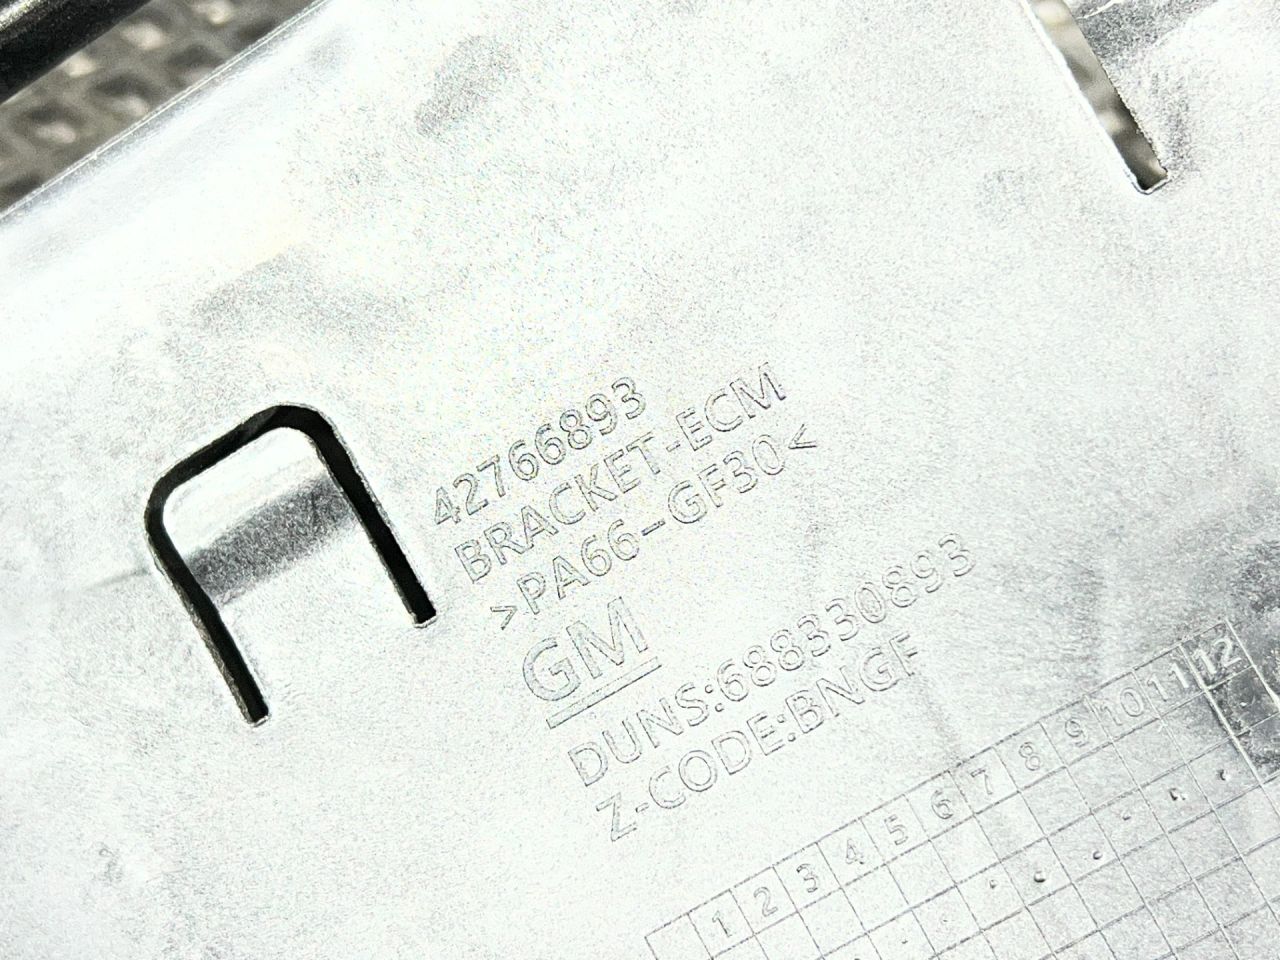 42766893
BRACKET-ECM
>PA66-GF30<
GM
DUNS:688330893
Z-CODE:BNGF
1 2 3 4 5 6 7 8 9 10 11 12